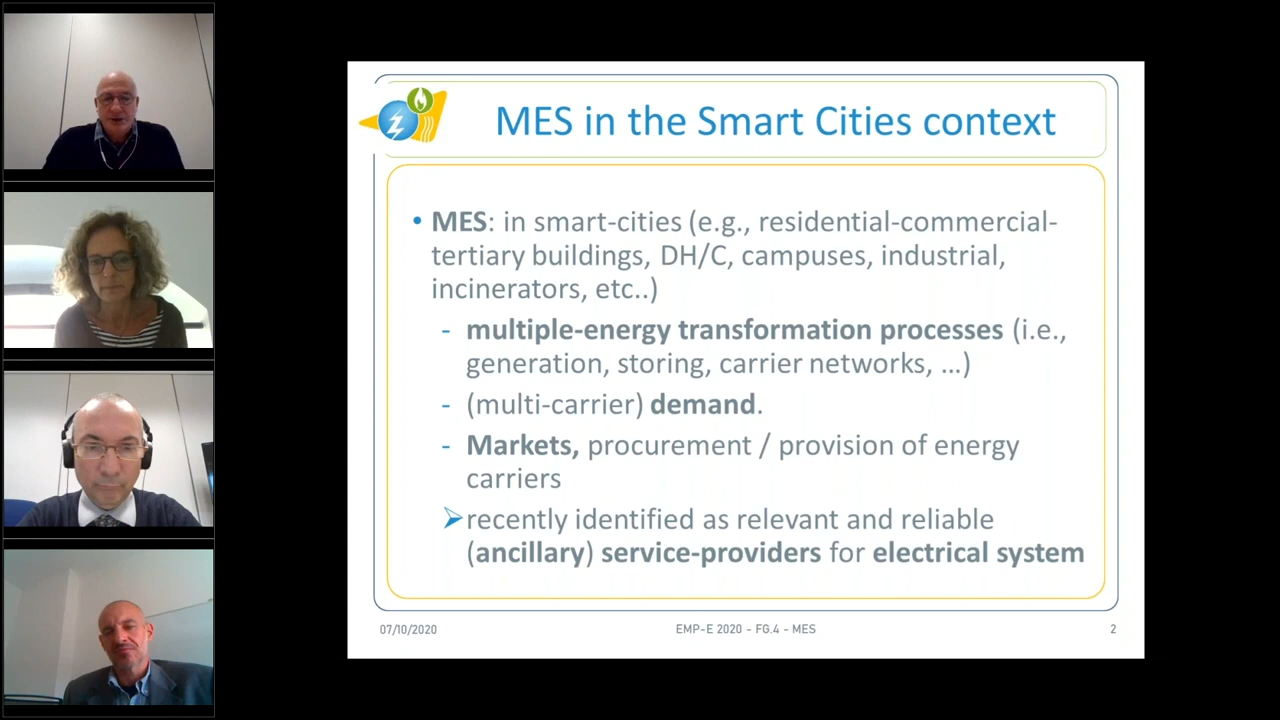 MES in the Smart Cities context
• MES: in smart-cities (e.g., residential-commercial-
tertiary buildings, DH/C, campuses, industrial,
incinerators, etc..)
- multiple-energy transformation processes (i.e.,
generation, storing, carrier networks, …)
- (multi-carrier) demand.
- Markets, procurement / provision of energy
carriers
➢recently identified as relevant and reliable
(ancillary) service-providers for electrical system
07/10/2020
EMP-E 2020 - FG.4 - MES
2